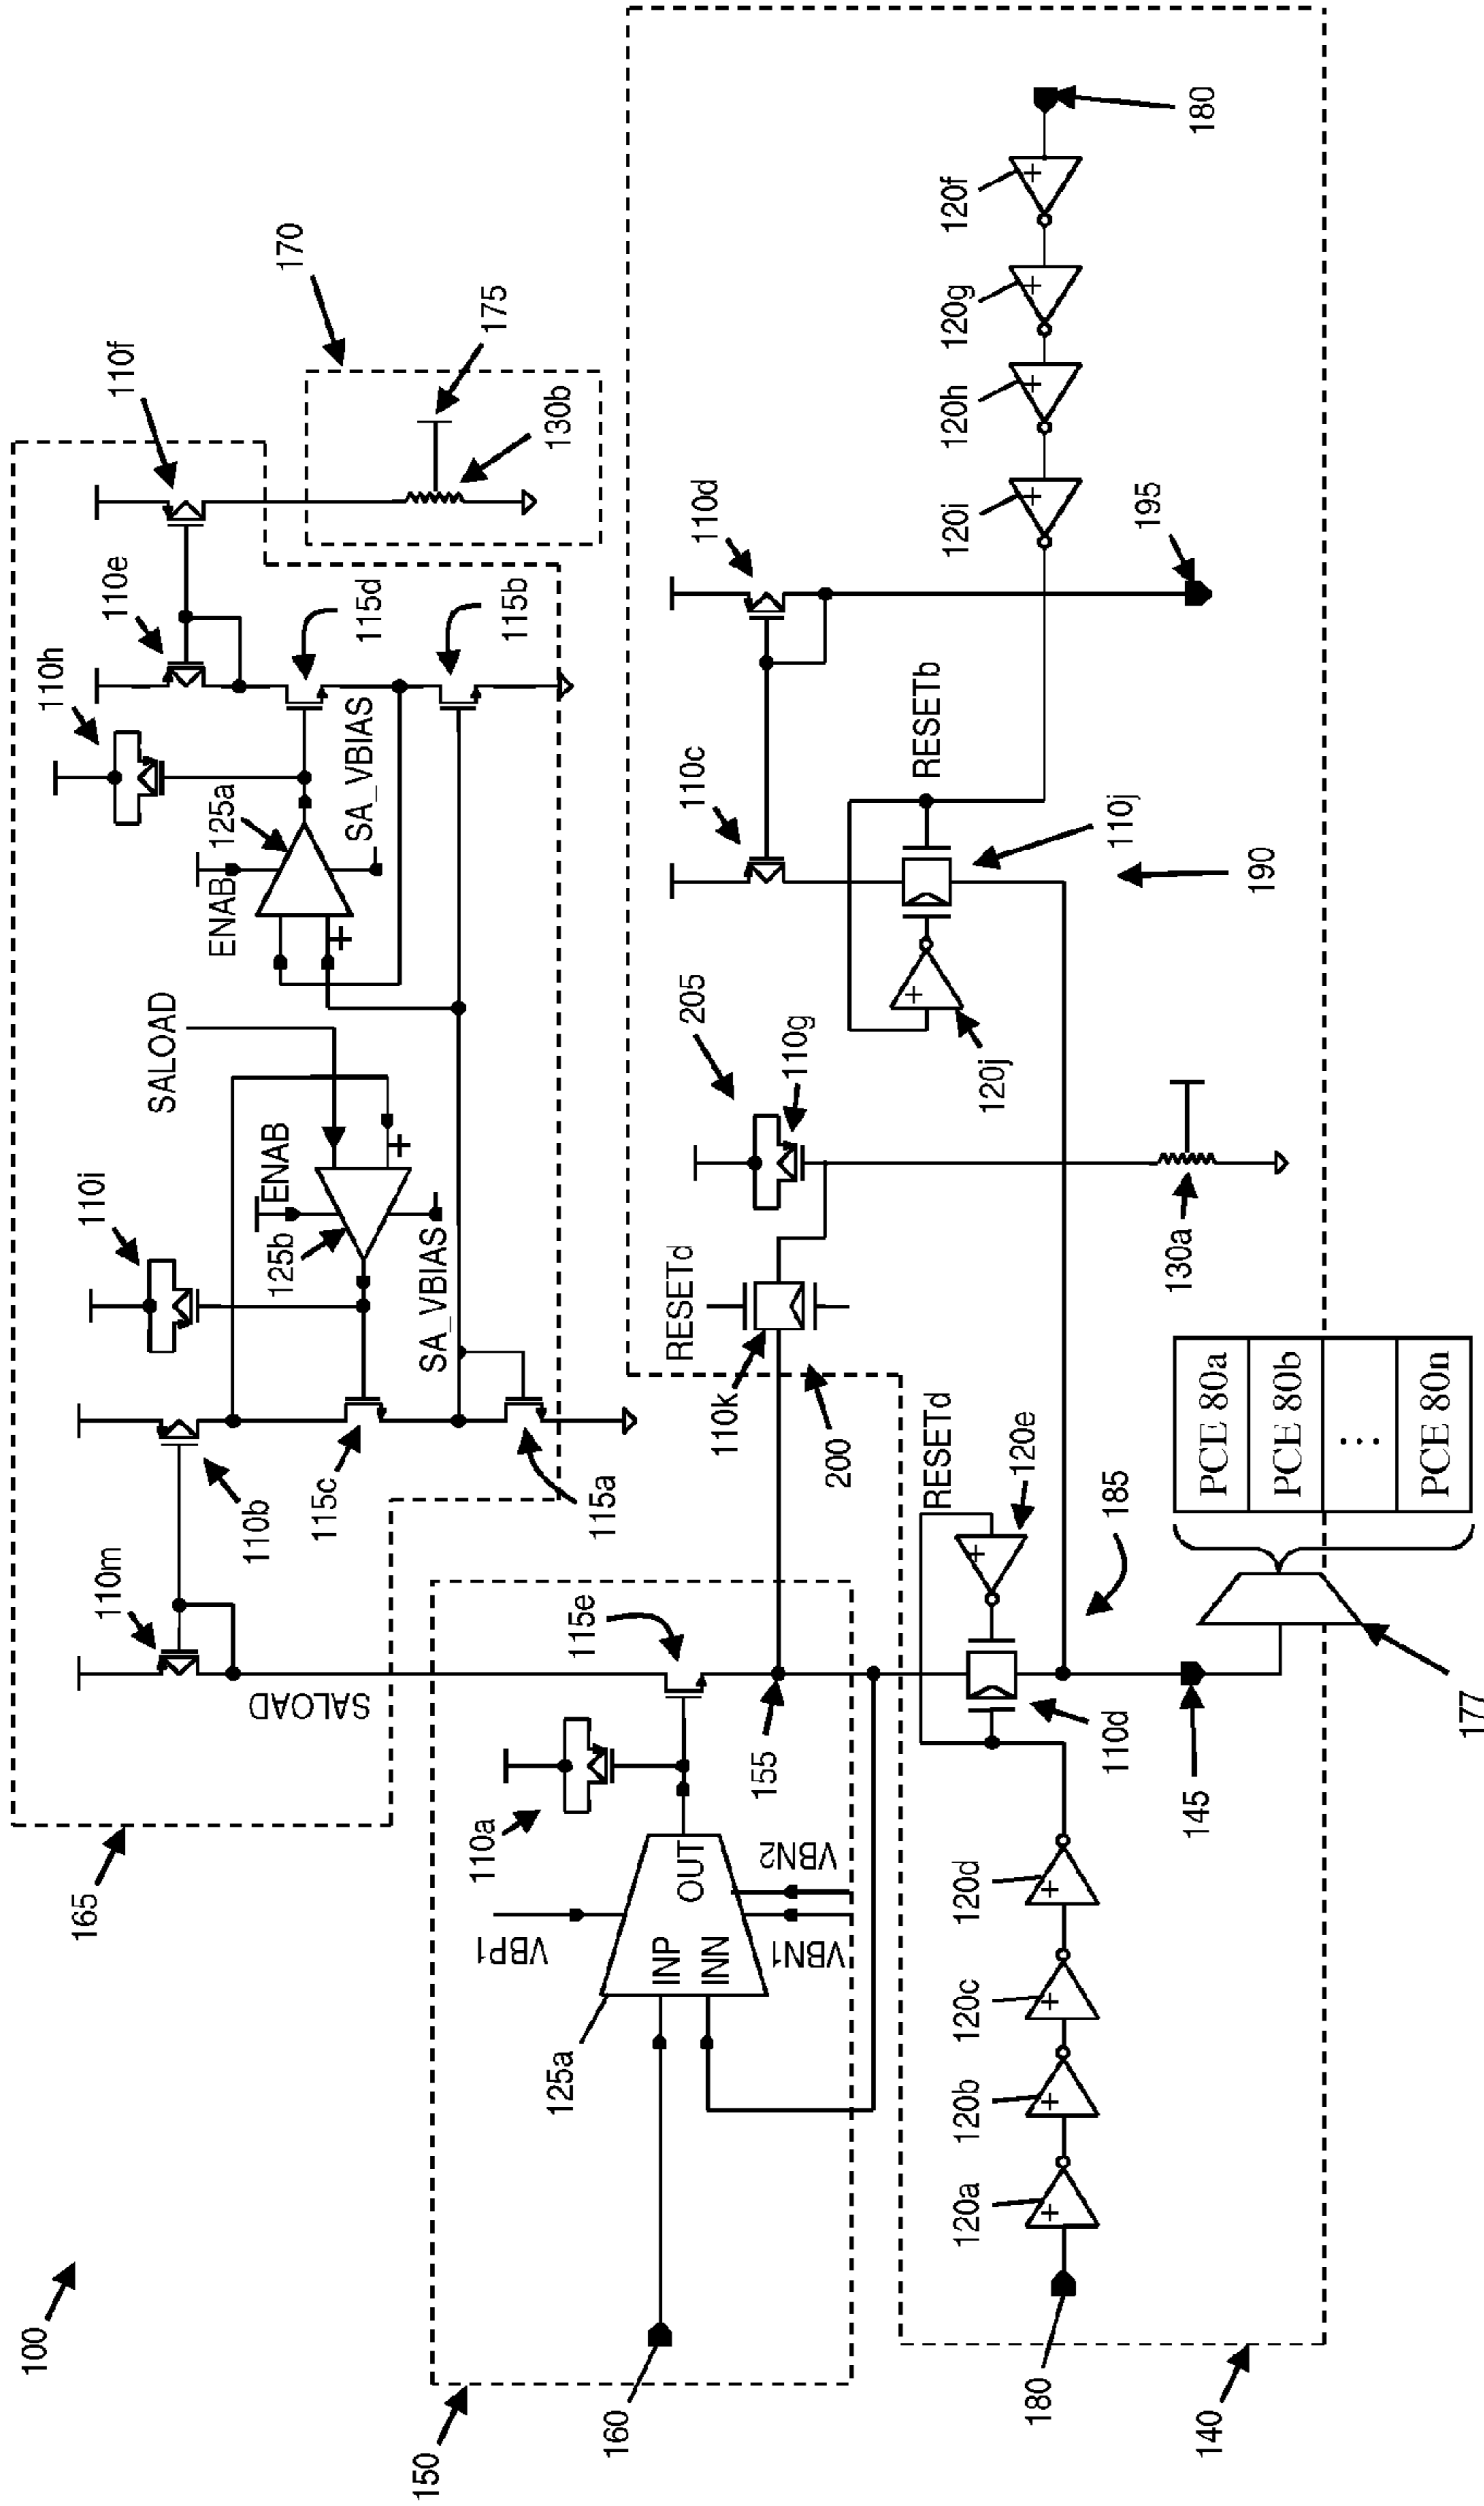 100
165
110m
SALOAD
110b
110i
115c
115a
SALOAD
ENAB
125b
SA_VBIAS
110h
ENAB
125a
SA_VBIAS
110e
115d
115b
110f
170
175
130b
150
160
125a
INP
INN
OUT
VBP1
VBN1
VBN2
110a
115e
155
140
180
120a
120b
120c
120d
110d
RESETd
120e
185
145
177
PCE 80a
PCE 80b
⋮
PCE 80n
RESETd
110k
200
205
110g
130a
110c
110d
120j
RESETb
110j
190
195
120i
120h
120g
120f
180